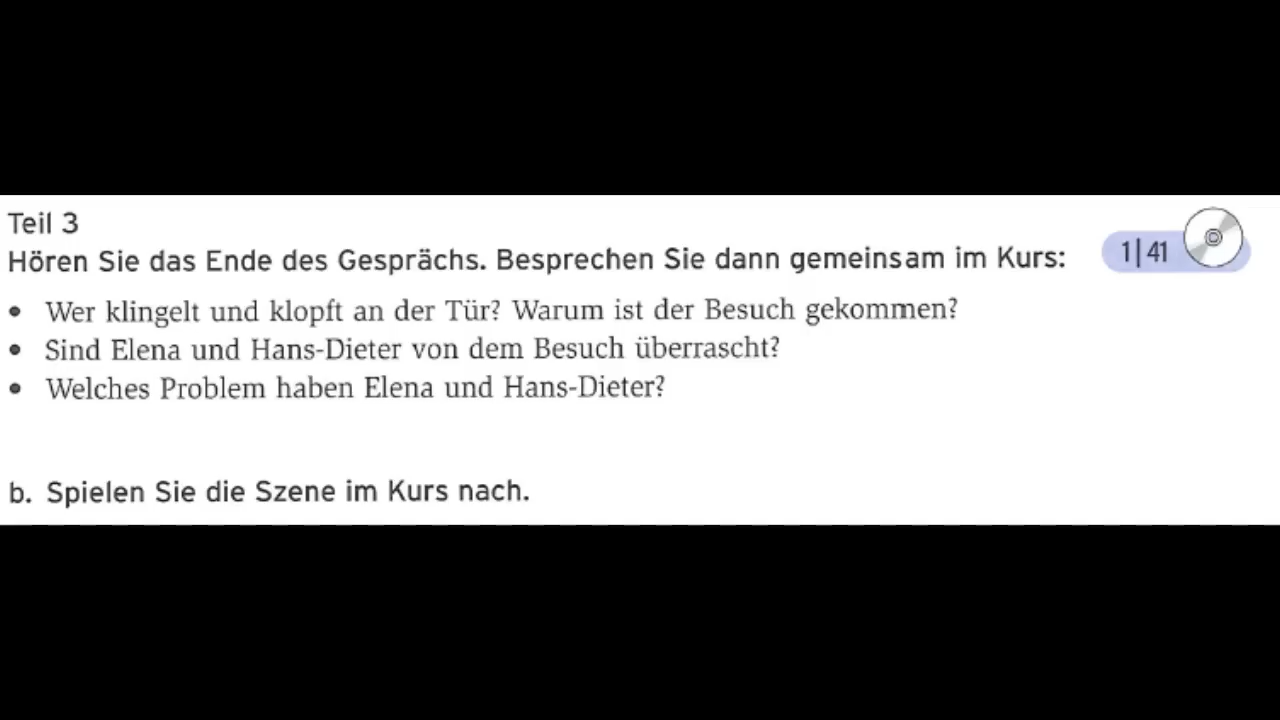 Teil 3
Hören Sie das Ende des Gesprächs. Besprechen Sie dann gemeinsam im Kurs: 1|41
• Wer klingelt und klopft an der Tür? Warum ist der Besuch gekommen?
• Sind Elena und Hans-Dieter von dem Besuch überrascht?
• Welches Problem haben Elena und Hans-Dieter?
b. Spielen Sie die Szene im Kurs nach.